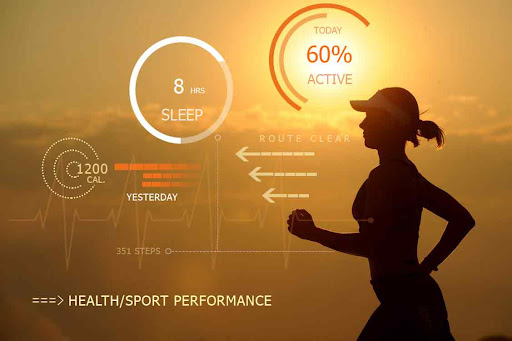 TODAY
60%
ACTIVE
8 HRS
SLEEP
ROUTE CLEAR
1200
CAL.
YESTERDAY
351 STEPS
===> HEALTH/SPORT PERFORMANCE